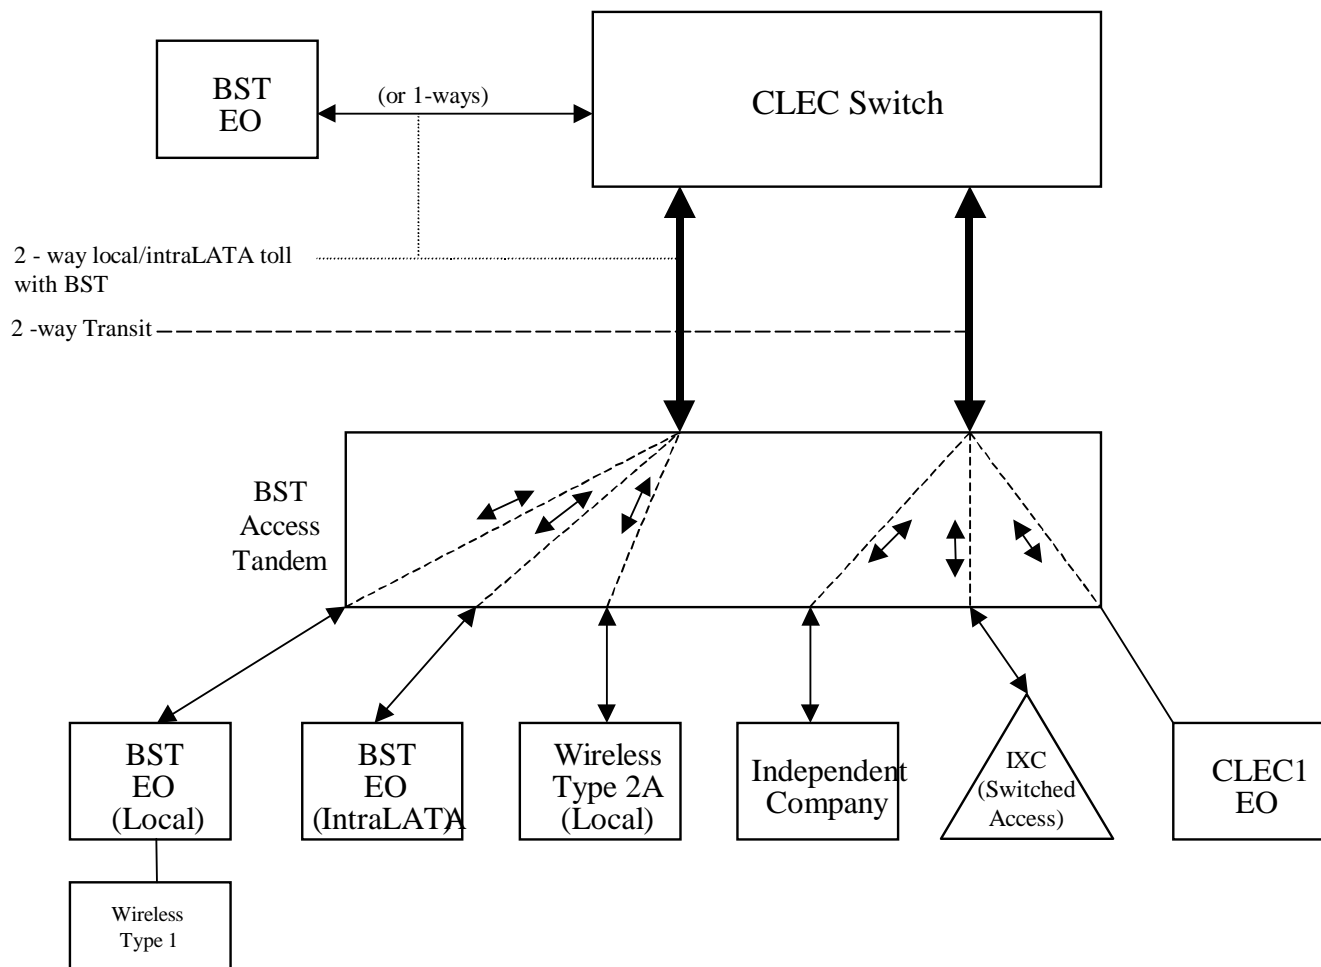 BST
EO
(or 1-ways)
CLEC Switch
2 - way local/intraLATA toll
with BST
2 -way Transit
BST
Access
Tandem
BST
EO
(Local)
BST
EO
(IntraLATA)
Wireless
Type 2A
(Local)
Independent
Company
IXC
(Switched
Access)
CLEC1
EO
Wireless
Type 1